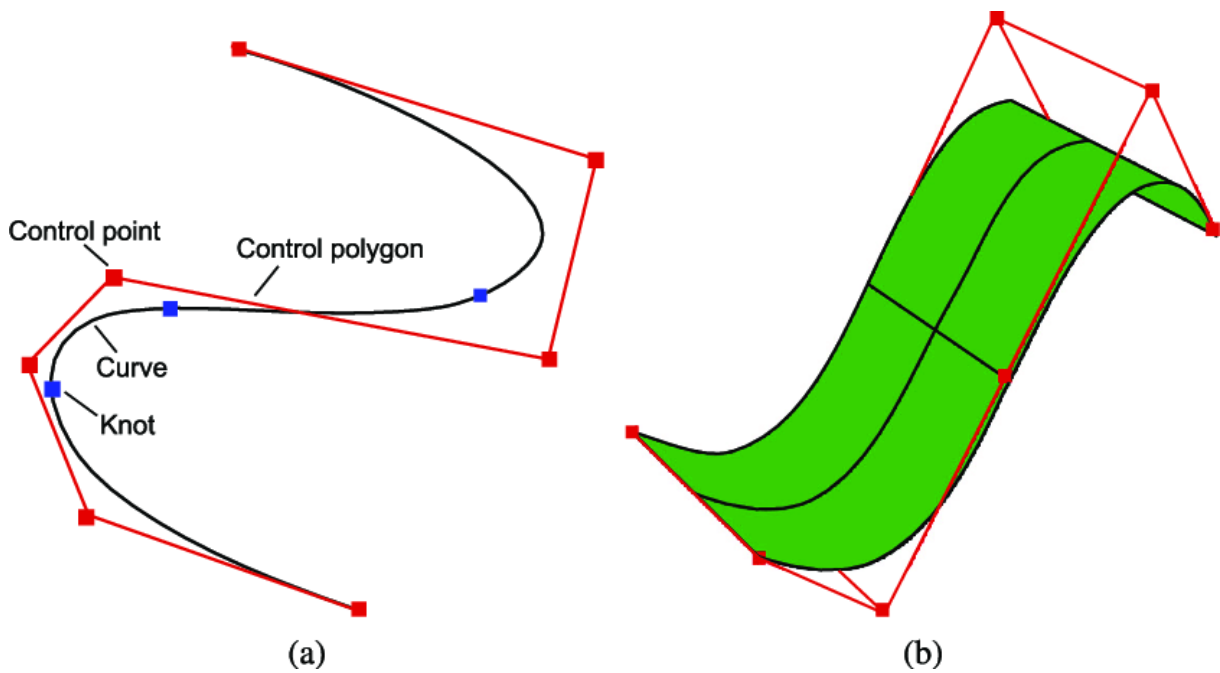 Control point
Control polygon
Curve
Knot
(a)
(b)